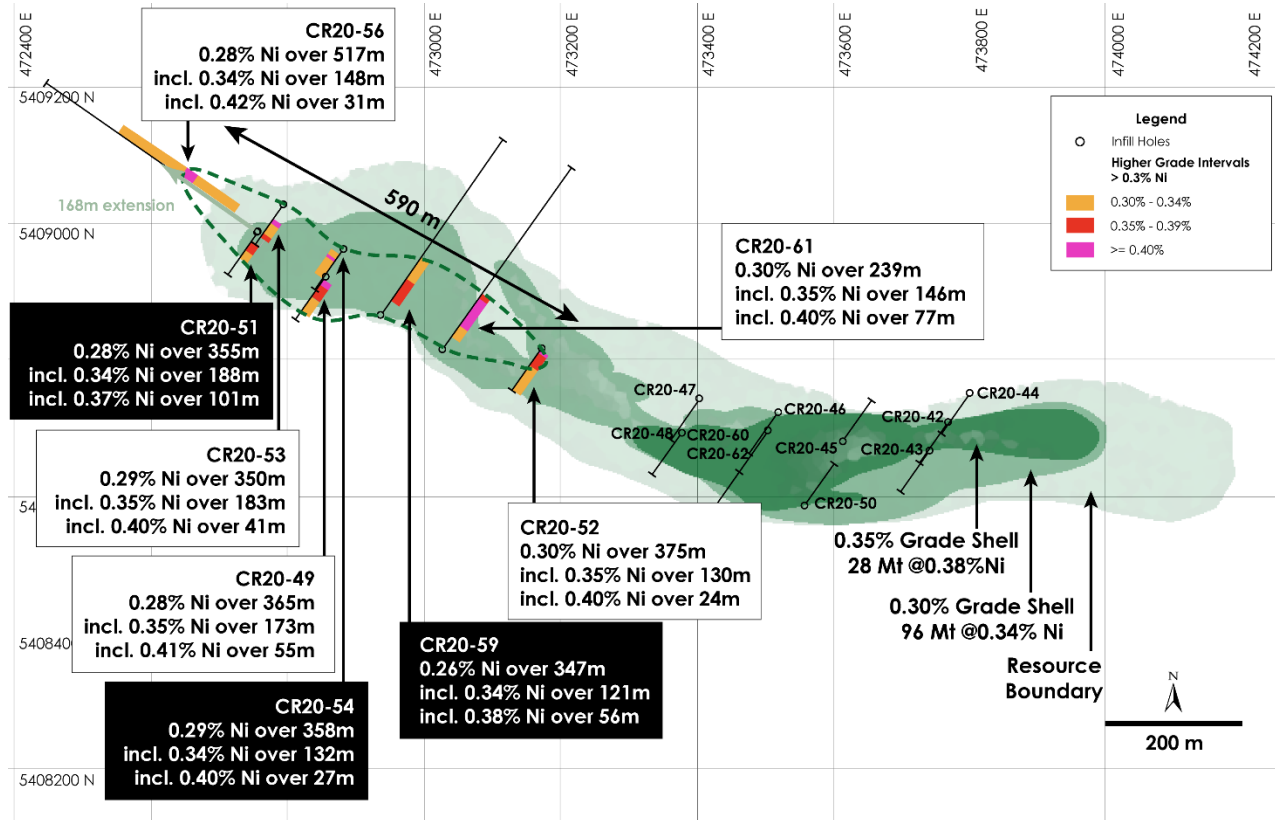 472400 E
473000 E
473200 E
473400 E
473600 E
473800 E
474000 E
474200 E
5409200 N
CR20-56
0.28% Ni over 517m
incl. 0.34% Ni over 148m
incl. 0.42% Ni over 31m
Legend
Infill Holes
Higher Grade Intervals
> 0.3% Ni
0.30% - 0.34%
0.35% - 0.39%
>= 0.40%
590 m
168m extension
5409000 N
CR20-61
0.30% Ni over 239m
incl. 0.35% Ni over 146m
incl. 0.40% Ni over 77m
CR20-51
0.28% Ni over 355m
incl. 0.34% Ni over 188m
incl. 0.37% Ni over 101m
CR20-47
CR20-46
CR20-44
CR20-42
CR20-48
CR20-60
CR20-45
CR20-43
CR20-62
CR20-50
CR20-53
0.29% Ni over 350m
incl. 0.35% Ni over 183m
incl. 0.40% Ni over 41m
54
CR20-52
0.30% Ni over 375m
incl. 0.35% Ni over 130m
incl. 0.40% Ni over 24m
0.35% Grade Shell
28 Mt @0.38%Ni
0.30% Grade Shell
96 Mt @0.34% Ni
Resource
Boundary
CR20-49
0.28% Ni over 365m
incl. 0.35% Ni over 173m
incl. 0.41% Ni over 55m
540840
CR20-59
0.26% Ni over 347m
incl. 0.34% Ni over 121m
incl. 0.38% Ni over 56m
CR20-54
0.29% Ni over 358m
incl. 0.34% Ni over 132m
incl. 0.40% Ni over 27m
N
200 m
5408200 N